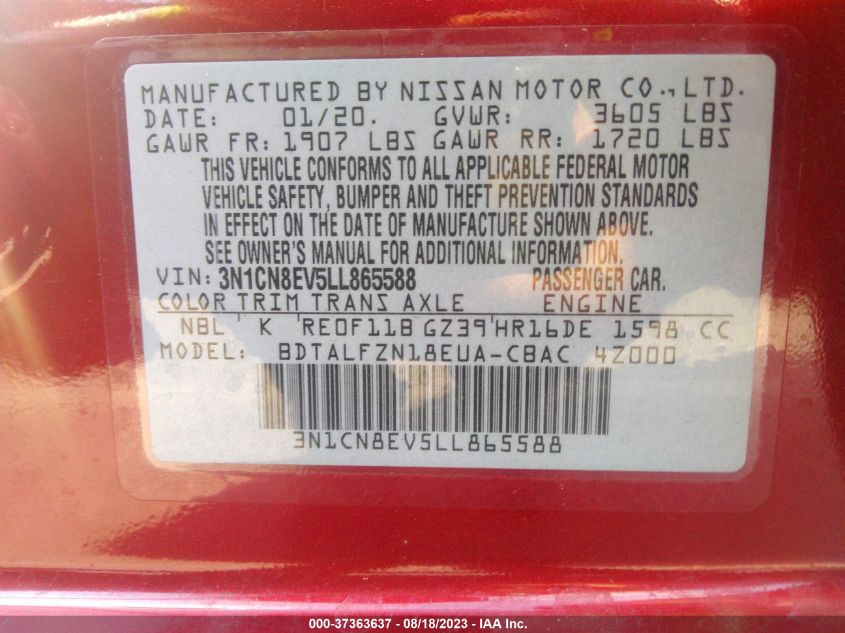 MANUFACTURED BY NISSAN MOTOR CO., LTD.
DATE: 01/20. GVWR: 3605 LBS
GAWR FR: 1907 LBS GAWR RR: 1720 LBS
THIS VEHICLE CONFORMS TO ALL APPLICABLE FEDERAL MOTOR
VEHICLE SAFETY, BUMPER AND THEFT PREVENTION STANDARDS
IN EFFECT ON THE DATE OF MANUFACTURE SHOWN ABOVE.
SEE OWNER'S MANUAL FOR ADDITIONAL INFORMATION.
VIN: 3N1CN8EV5LL865588 PASSENGER CAR.
COLOR TRIM TRANS AXLE ENGINE
NBL K RE0F11B GZ39 HR16DE 1598 CC
MODEL: BDTALFZN18EUA-CBAC 4Z000
3N1CN8EV5LL865588
000-37363637 - 08/18/2023 - IAA Inc.